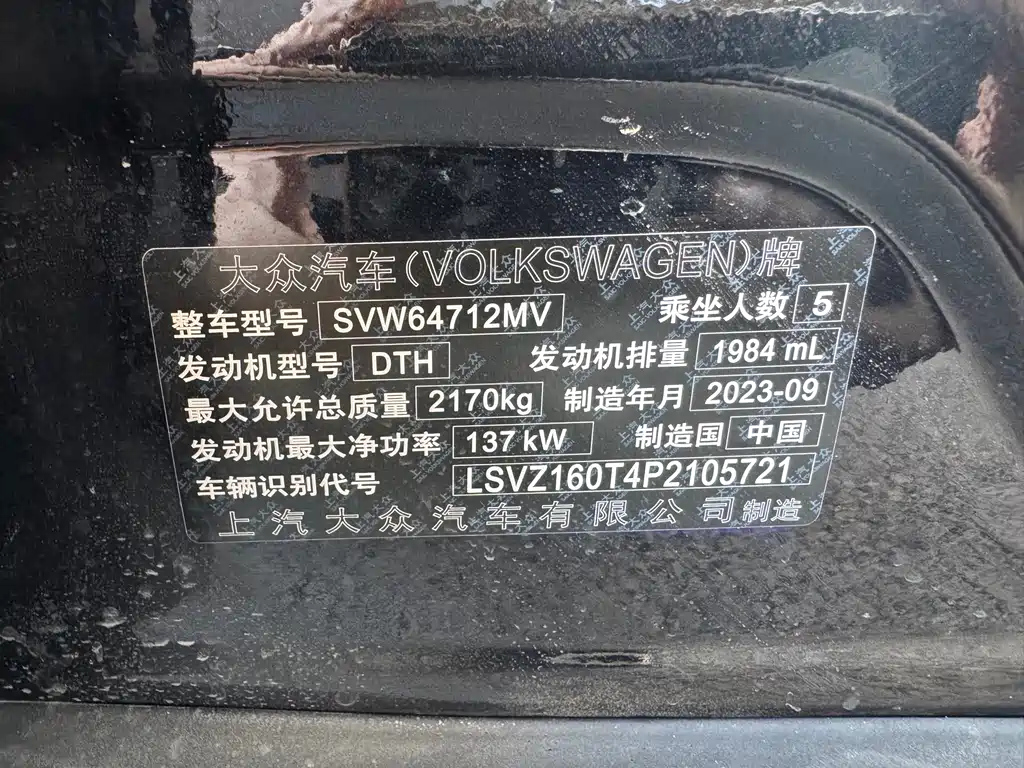 大众汽车(VOLKSWAGEN)牌
整车型号 SVW64712MV 乘坐人数 5
发动机型号 DTH 发动机排量 1984 mL
最大允许总质量 2170kg 制造年月 2023-09
发动机最大净功率 137 kW 制造国 中国
车辆识别代号 LSVZ160T4P2105721
上汽大众汽车有限公司制造